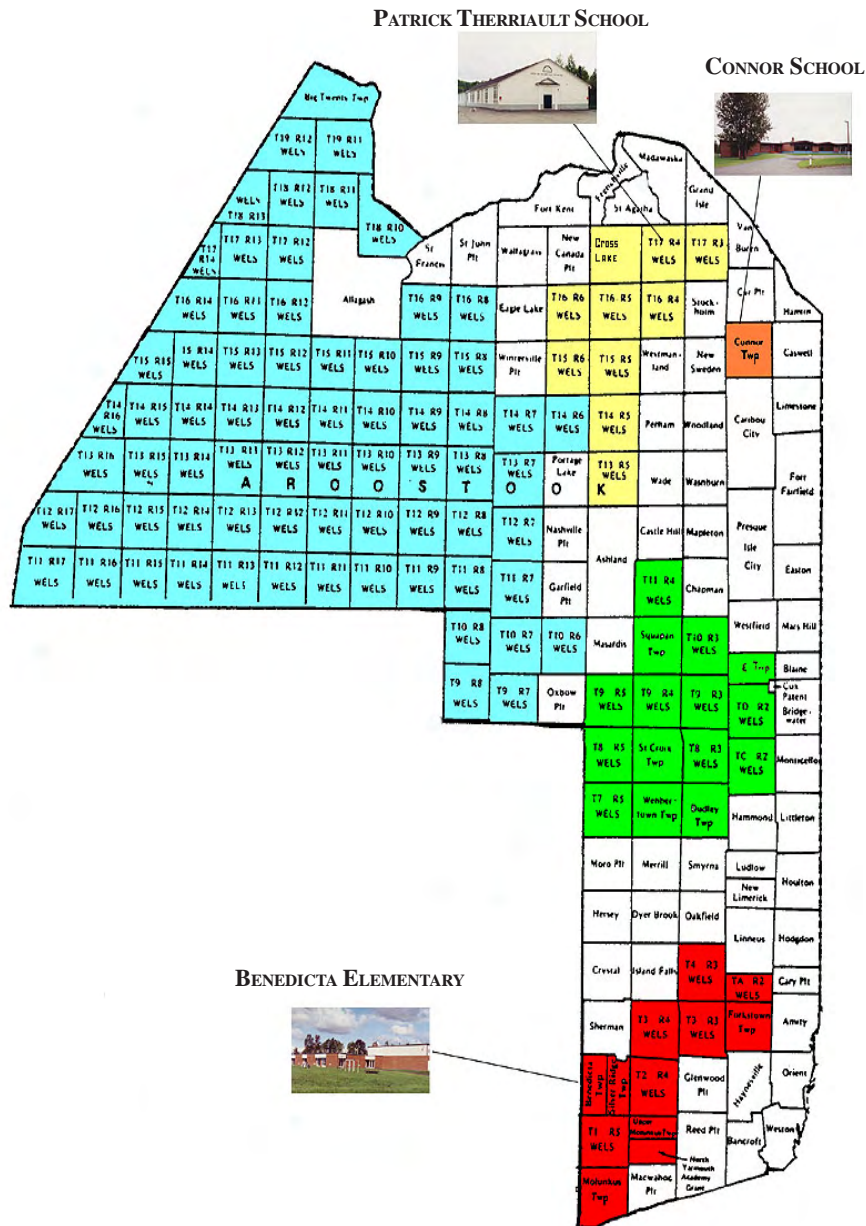 PATRICK THERRIAULT SCHOOL
CONNOR SCHOOL
Big Twenty Twp
T19 R12 WELS
T19 R11 WELS
Madawaska
Frenchville
Grand Isle
WELS T18 R13
T18 R12 WELS
T18 R11 WELS
Fort Kent
St Agatha
T18 R10 WELS
Van Buren
T17 R14 WELS
T17 R13 WELS
T17 R12 WELS
Allagash
St Francis
St John Plt
Wallagrass
New Canada Plt
CROSS LAKE
T17 R4 WELS
T17 R3 WELS
T16 R14 WELS
T16 R11 WELS
T16 R12 WELS
T16 R9 WELS
T16 R8 WELS
Eagle Lake
T16 R6 WELS
T16 R5 WELS
T16 R4 WELS
Stockholm
Cyr Plt
Hamlin
T15 R15 WELS
15 R14 WELS
T15 R13 WELS
T15 R12 WELS
T15 R11 WELS
T15 R10 WELS
T15 R9 WELS
T15 R8 WELS
Winterville Plt
T15 R6 WELS
T15 R5 WELS
Westmanland
New Sweden
Connor Twp
Caswell
T14 R16 WELS
T14 R15 WELS
T14 R14 WELS
T14 R13 WELS
T14 R12 WELS
T14 R11 WELS
T14 R10 WELS
T14 R9 WELS
T14 R8 WELS
T14 R7 WELS
T14 R6 WELS
T14 R5 WELS
Perham
Woodland
Caribou City
Limestone
T13 R16 WELS
T13 R15 WELS
T13 R14 WELS
T13 R13 WELS
T13 R12 WELS
T13 R11 WELS
T13 R10 WELS
T13 R9 WELS
T13 R8 WELS
T13 R7 WELS
Portage Lake
T13 R5 WELS
Wade
Washburn
Fort Fairfield
A R O O S T O O K
T12 R17 WELS
T12 R16 WELS
T12 R15 WELS
T12 R14 WELS
T12 R13 WELS
T12 R12 WELS
T12 R11 WELS
T12 R10 WELS
T12 R9 WELS
T12 R8 WELS
T12 R7 WELS
Nashville Plt
Ashland
Castle Hill
Mapleton
Presque Isle City
T11 R17 WELS
T11 R16 WELS
T11 R15 WELS
T11 R14 WELS
T11 R13 WELS
T11 R12 WELS
T11 R11 WELS
T11 R10 WELS
T11 R9 WELS
T11 R8 WELS
T11 R7 WELS
Garfield Plt
T11 R4 WELS
Chapman
Easton
T10 R8 WELS
T10 R7 WELS
T10 R6 WELS
Masardis
Squapan Twp
T10 R3 WELS
Westfield
Mars Hill
E Twp
Blaine
T9 R8 WELS
T9 R7 WELS
Oxbow Plt
T9 R5 WELS
T9 R4 WELS
T9 R3 WELS
TD R2 WELS
Cox Patent
Bridgewater
T8 R5 WELS
St Croix Twp
T8 R3 WELS
TC R2 WELS
Monticello
T7 R5 WELS
Webbertown Twp
Dudley Twp
Hammond
Littleton
Moro Plt
Merrill
Smyrna
Ludlow
New Limerick
Houlton
Hersey
Dyer Brook
Oakfield
Linneus
Hodgdon
Crystal
Island Falls
T4 R3 WELS
TA R2 WELS
Cary Plt
BENEDICTA ELEMENTARY
Sherman
T3 R4 WELS
T3 R3 WELS
Forkstown Twp
Amity
Benedicta Twp
Silver Ridge Twp
T2 R4 WELS
Glenwood Plt
Haynesville
Orient
T1 R5 WELS
Upper Molunkus Twp
Reed Plt
Bancroft
Weston
North Yarmouth Academy Grant
Molunkus Twp
Macwahoc Plt